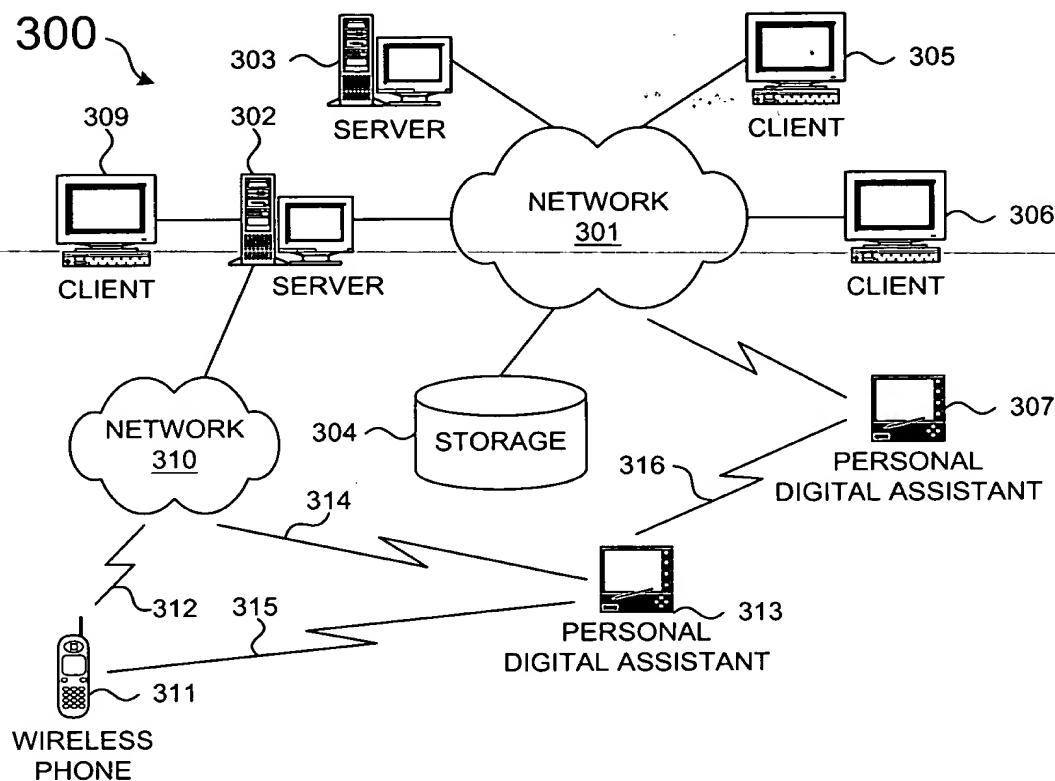 300
303
SERVER
305
CLIENT
309
CLIENT
302
SERVER
NETWORK
301
306
CLIENT
NETWORK
310
304
STORAGE
307
PERSONAL
DIGITAL ASSISTANT
316
314
312
315
313
PERSONAL
DIGITAL ASSISTANT
311
WIRELESS
PHONE